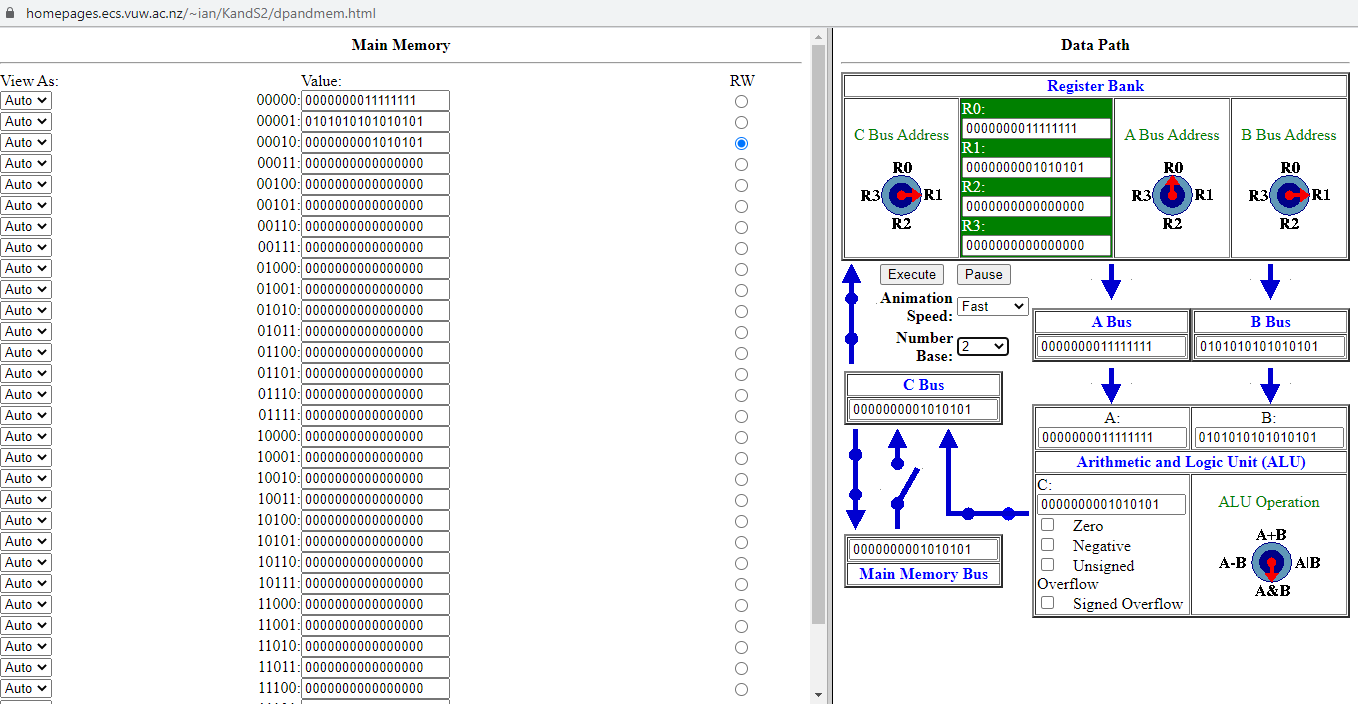 homepages.ecs.vuw.ac.nz/~ian/KandS2/dpandmem.html
Main Memory
View As: Value: RW
Auto 00000: 0000000011111111
Auto 00001: 0101010101010101
Auto 00010: 0000000001010101
Auto 00011: 0000000000000000
Auto 00100: 0000000000000000
Auto 00101: 0000000000000000
Auto 00110: 0000000000000000
Auto 00111: 0000000000000000
Auto 01000: 0000000000000000
Auto 01001: 0000000000000000
Auto 01010: 0000000000000000
Auto 01011: 0000000000000000
Auto 01100: 0000000000000000
Auto 01101: 0000000000000000
Auto 01110: 0000000000000000
Auto 01111: 0000000000000000
Auto 10000: 0000000000000000
Auto 10001: 0000000000000000
Auto 10010: 0000000000000000
Auto 10011: 0000000000000000
Auto 10100: 0000000000000000
Auto 10101: 0000000000000000
Auto 10110: 0000000000000000
Auto 10111: 0000000000000000
Auto 11000: 0000000000000000
Auto 11001: 0000000000000000
Auto 11010: 0000000000000000
Auto 11011: 0000000000000000
Auto 11100: 0000000000000000
Data Path
Register Bank
C Bus Address
R0
R3 R1
R2
R0:
0000000011111111
R1:
0000000001010101
R2:
0000000000000000
R3:
0000000000000000
A Bus Address
R0
R3 R1
R2
B Bus Address
R0
R3 R1
R2
Execute Pause
Animation
Speed: Fast
Number
Base: 2
A Bus
0000000011111111
B Bus
0101010101010101
C Bus
0000000001010101
A:
0000000011111111
B:
0101010101010101
Arithmetic and Logic Unit (ALU)
C:
0000000001010101
Zero
Negative
Unsigned
Overflow
Signed Overflow
ALU Operation
A+B
A-B A|B
A&B
0000000001010101
Main Memory Bus